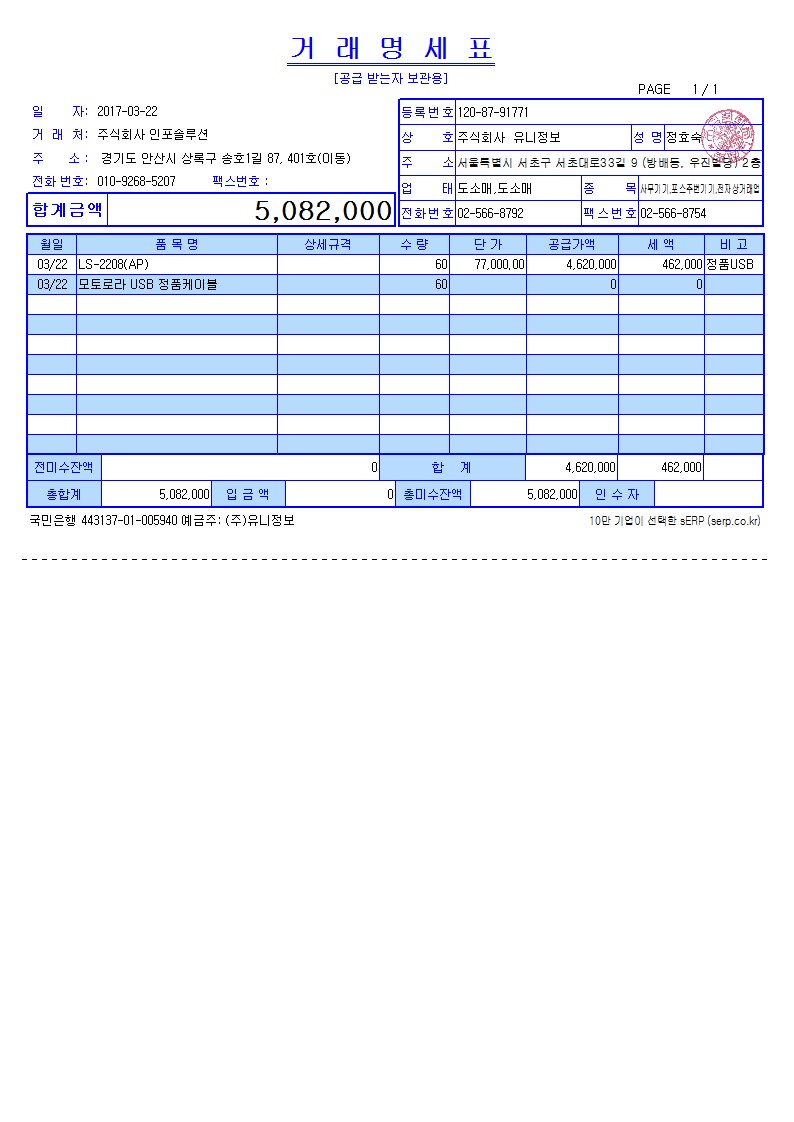 거 래 명 세 표
[공급 받는자 보관용]
PAGE 1 / 1
일 자: 2017-03-22
거 래 처: 주식회사 인포솔루션
주 소 : 경기도 안산시 상록구 송호1길 87, 401호(이동)
전화 번호: 010-9268-5207 팩스번호 :
합계금액 5,082,000
등록번호 120-87-91771
상 호 주식회사 유니정보 성 명 정효숙
주 소 서울특별시 서초구 서초대로33길 9 (방배동, 우진빌딩) 2층
업 태 도소매,도소매 종 목 사무기기,포스주변기기,전자상거래업
전화번호 02-566-8792 팩스번호 02-566-8754
월일 품 목 명 상세규격 수 량 단 가 공급가액 세 액 비 고
03/22 LS-2208(AP) 60 77,000,00 4,620,000 462,000 정품USB
03/22 모토로라 USB 정품케이블 60 0 0
전미수잔액 0 합 계 4,620,000 462,000
총합계 5,082,000 입 금 액 0 총미수잔액 5,082,000 인 수 자
국민은행 443137-01-005940 예금주: (주)유니정보
10만 기업이 선택한 sERP (serp.co.kr)